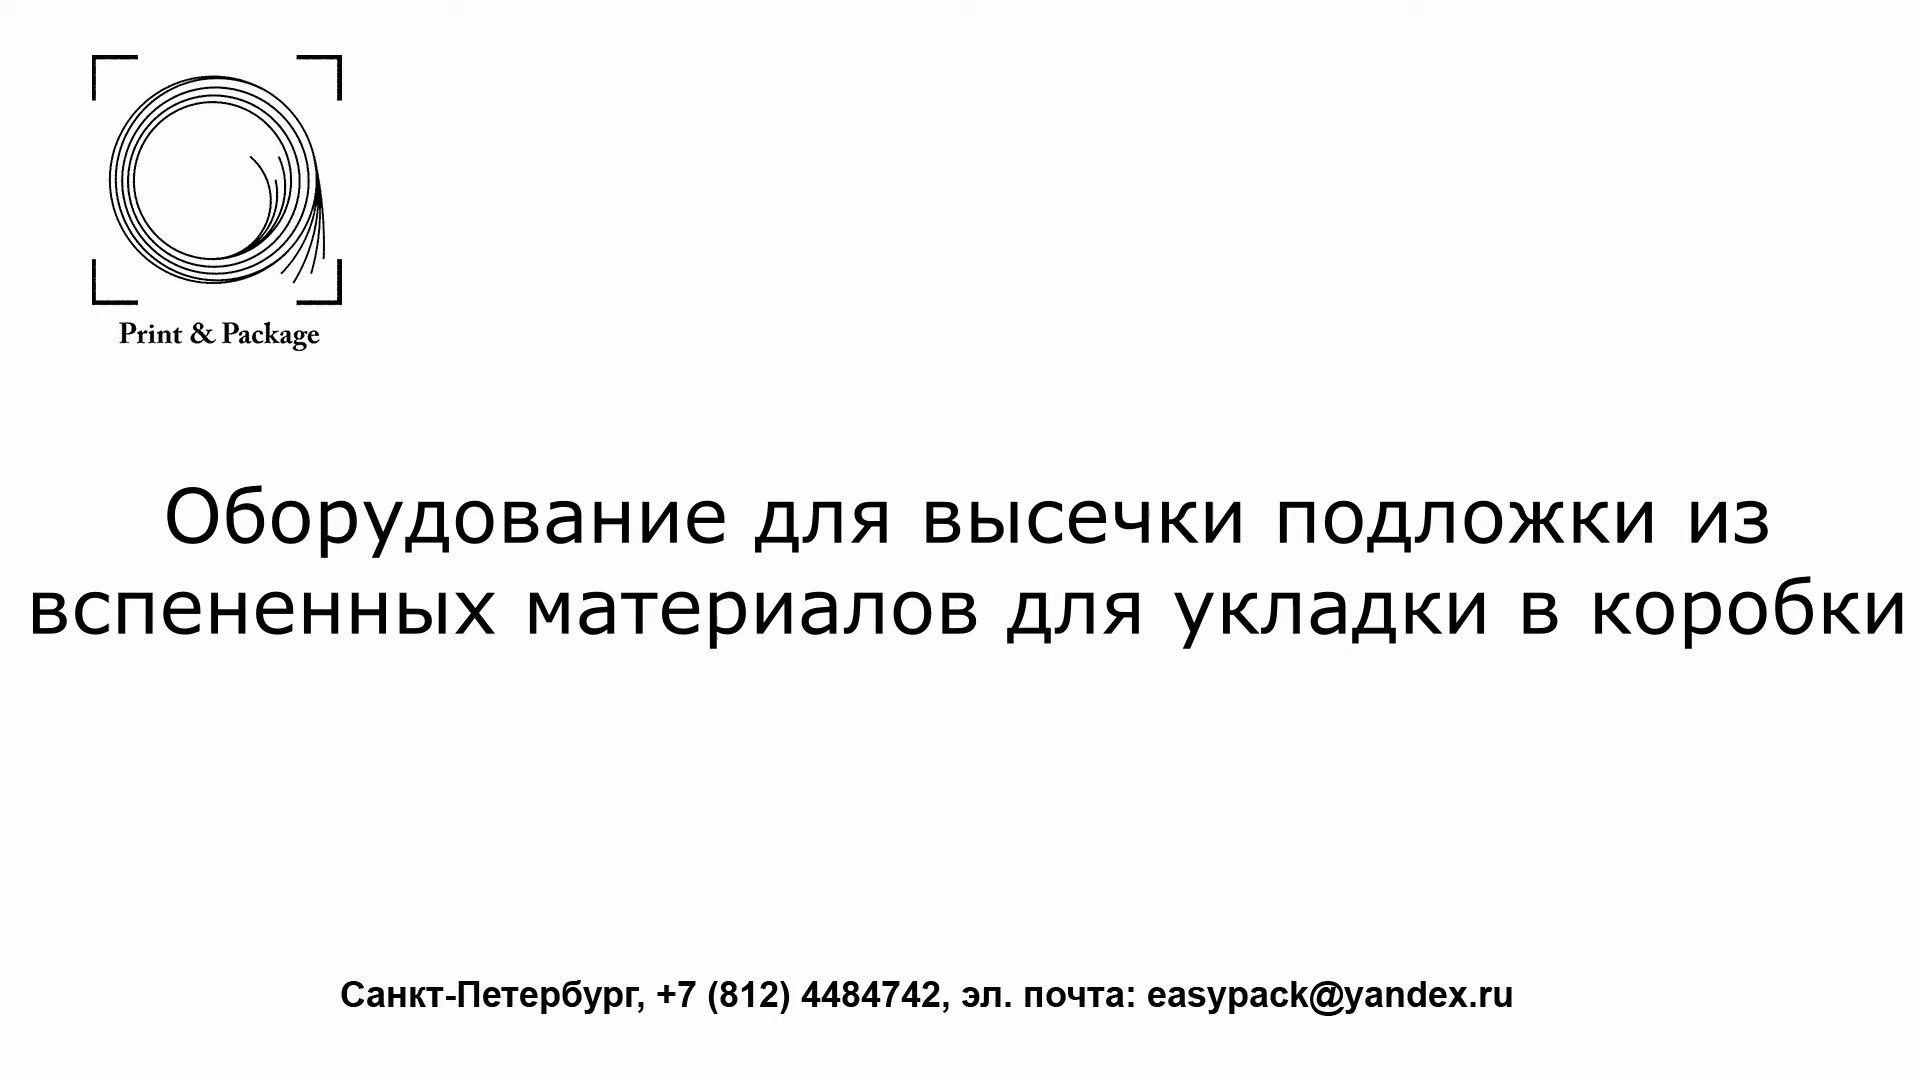 Print & Package
Оборудование для высечки подложки из
вспененных материалов для укладки в коробки
Санкт-Петербург, +7 (812) 4484742, эл. почта: easypack@yandex.ru